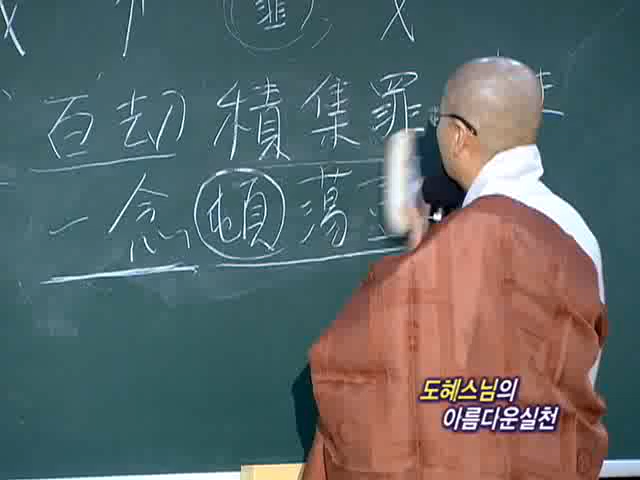 罪
百劫 積集罪
一念頓蕩
도혜스님의
아름다운실천